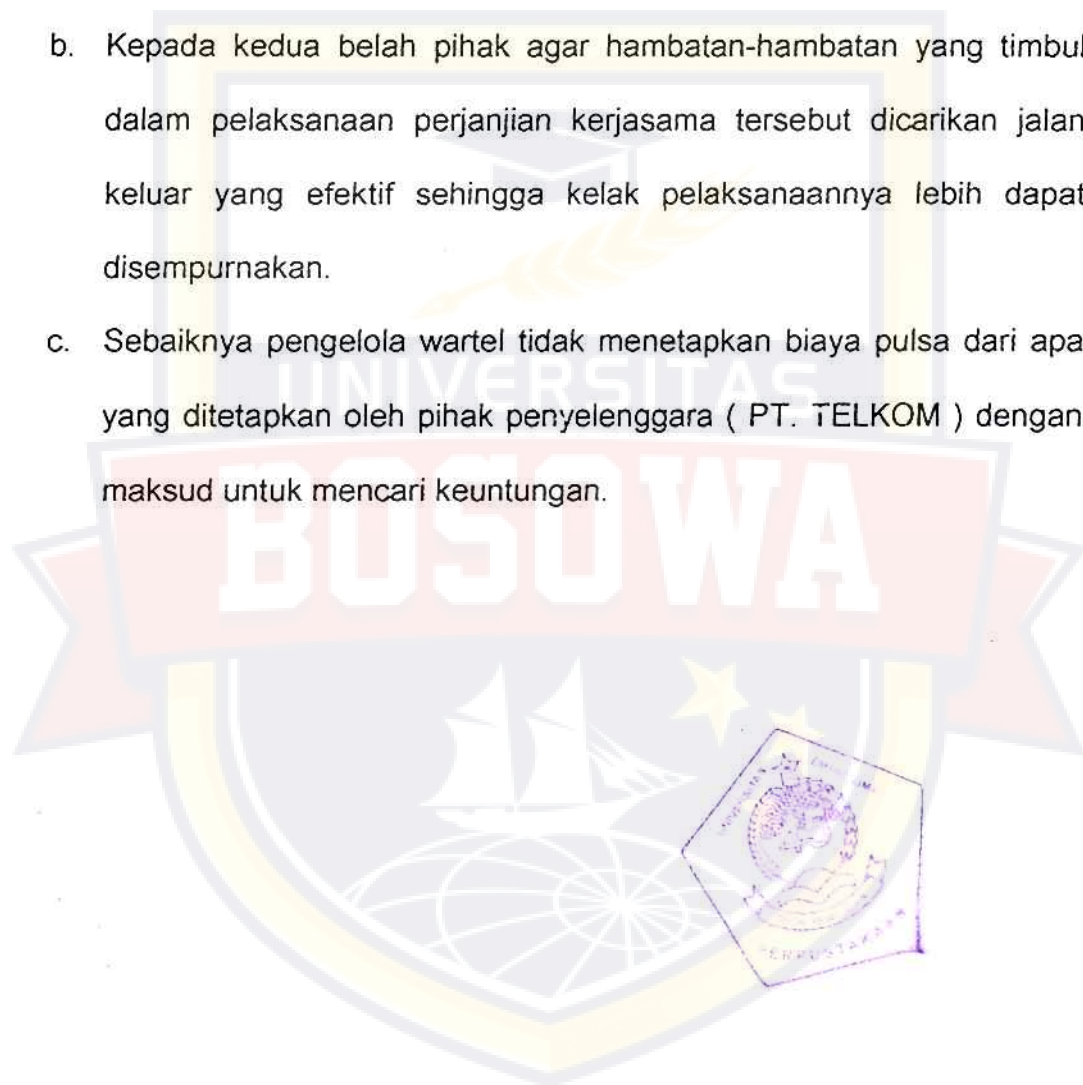 b. Kepada kedua belah pihak agar hambatan-hambatan yang timbul
dalam pelaksanaan perjanjian kerjasama tersebut dicarikan jalan
keluar yang efektif sehingga kelak pelaksanaannya lebih dapat
disempurnakan.
c. Sebaiknya pengelola wartel tidak menetapkan biaya pulsa dari apa
yang ditetapkan oleh pihak penyelenggara ( PT. TELKOM ) dengan
maksud untuk mencari keuntungan.
UNIVERSITAS
BOSOWA
UNIVERSITAS
PERPUSTAKAAN